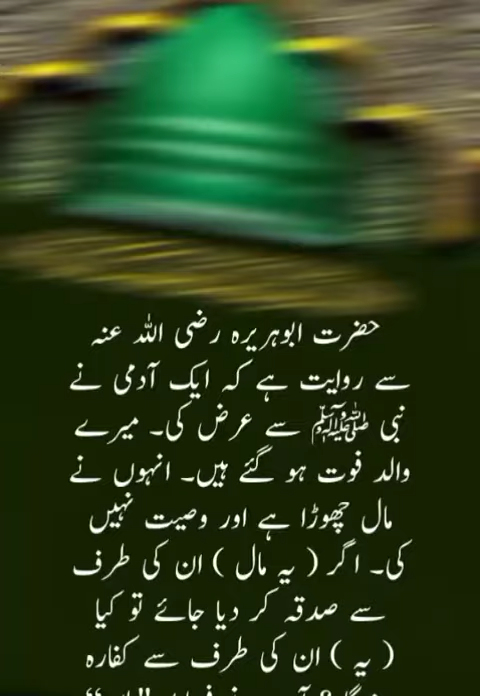 حضرت ابوہریرہ رضی اللہ عنہ
سے روایت ہے کہ ایک آدمی نے
نبی ﷺ سے عرض کی۔ میرے
والد فوت ہو گئے ہیں۔ انہوں نے
مال چھوڑا ہے اور وصیت نہیں
کی۔ اگر ( یہ مال ) ان کی طرف
سے صدقہ کر دیا جائے تو کیا
( یہ ) ان کی طرف سے کفارہ